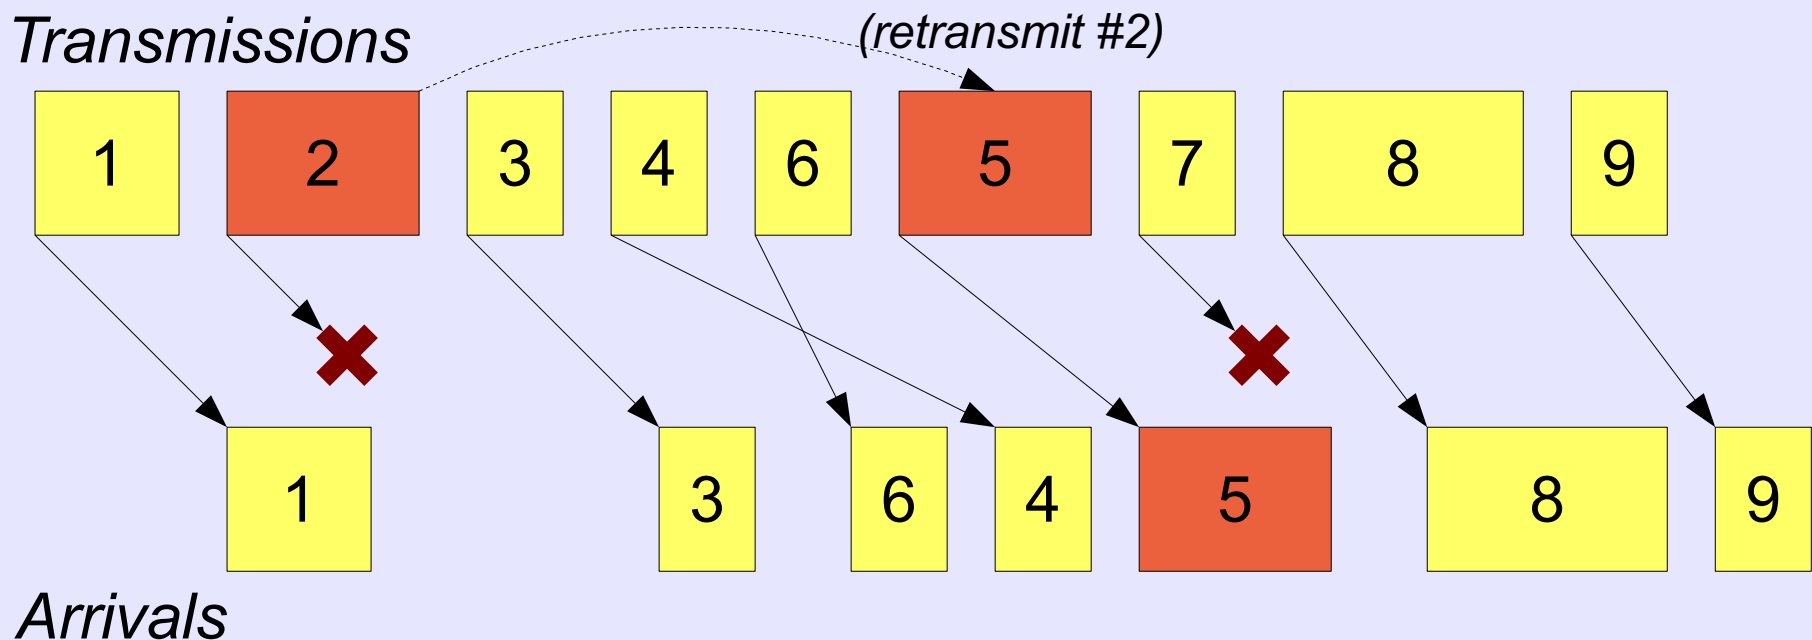 Transmissions (retransmit #2)
1 2 3 4 6 5 7 8 9
1 3 6 4 5 8 9
Arrivals